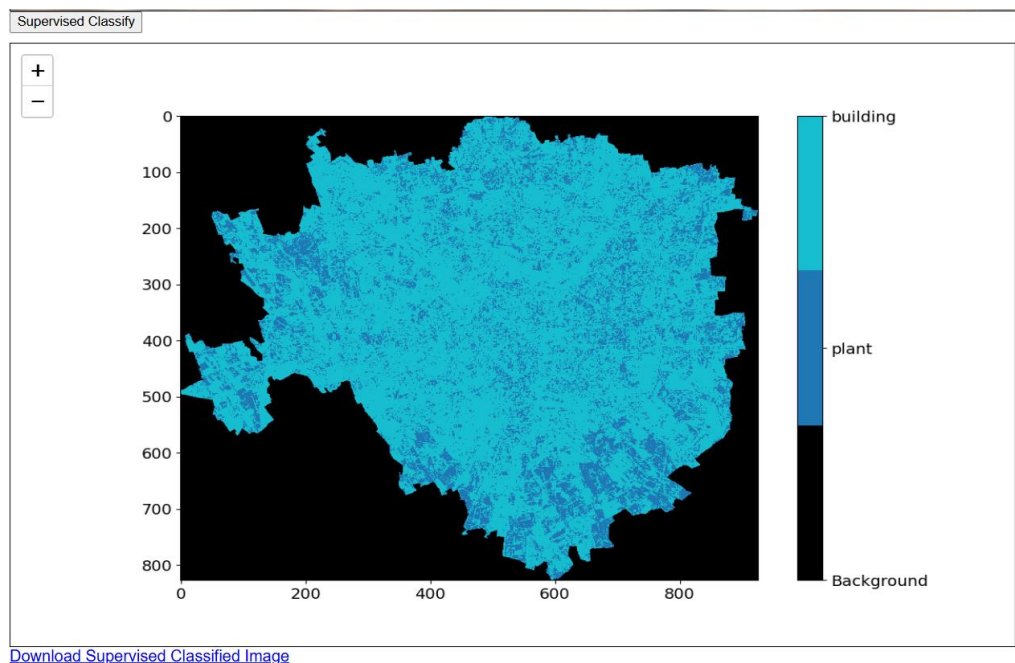 Supervised Classify
+
−
0
100
200
300
400
500
600
700
800
0 200 400 600 800
building
plant
Background
Download Supervised Classified Image